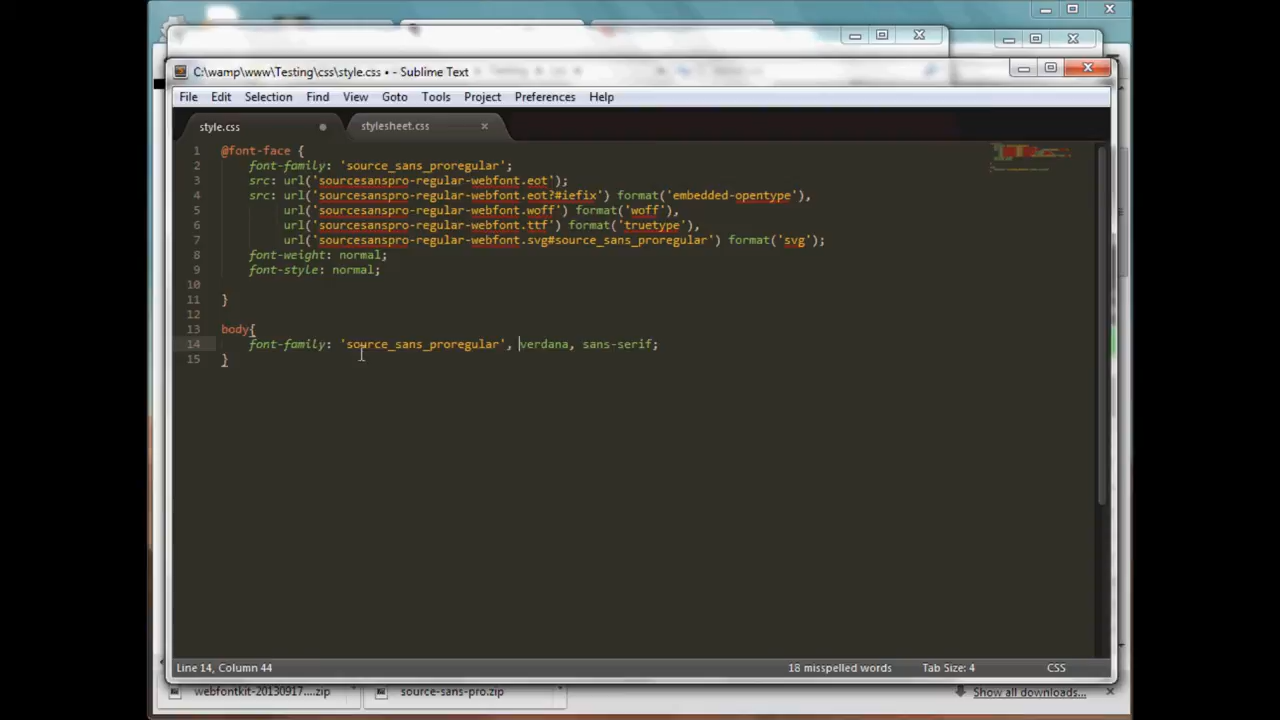 C:\wamp\www\Testing\css\style.css • - Sublime Text
File Edit Selection Find View Goto Tools Project Preferences Help
style.css stylesheet.css
1 @font-face {
2 font-family: 'source_sans_proregular';
3 src: url('sourcesanspro-regular-webfont.eot');
4 src: url('sourcesanspro-regular-webfont.eot?#iefix') format('embedded-opentype'),
5 url('sourcesanspro-regular-webfont.woff') format('woff'),
6 url('sourcesanspro-regular-webfont.ttf') format('truetype'),
7 url('sourcesanspro-regular-webfont.svg#source_sans_proregular') format('svg');
8 font-weight: normal;
9 font-style: normal;
10
11 }
12
13 body{
14 font-family: 'source_sans_proregular', verdana, sans-serif;
15 }
Line 14, Column 44 18 misspelled words Tab Size: 4 CSS
webfontkit-20130917....zip source-sans-pro.zip Show all downloads...